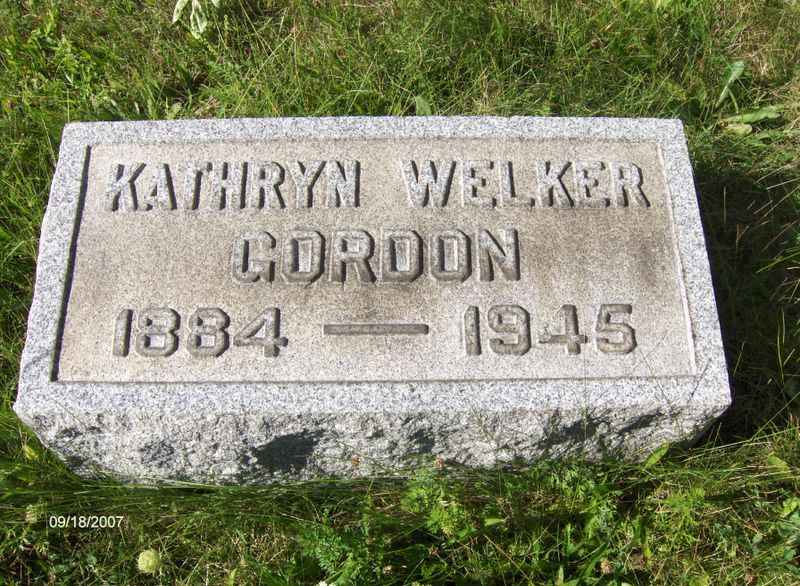 KATHRYN WELKER
GORDON
1884 — 1945
09/18/2007